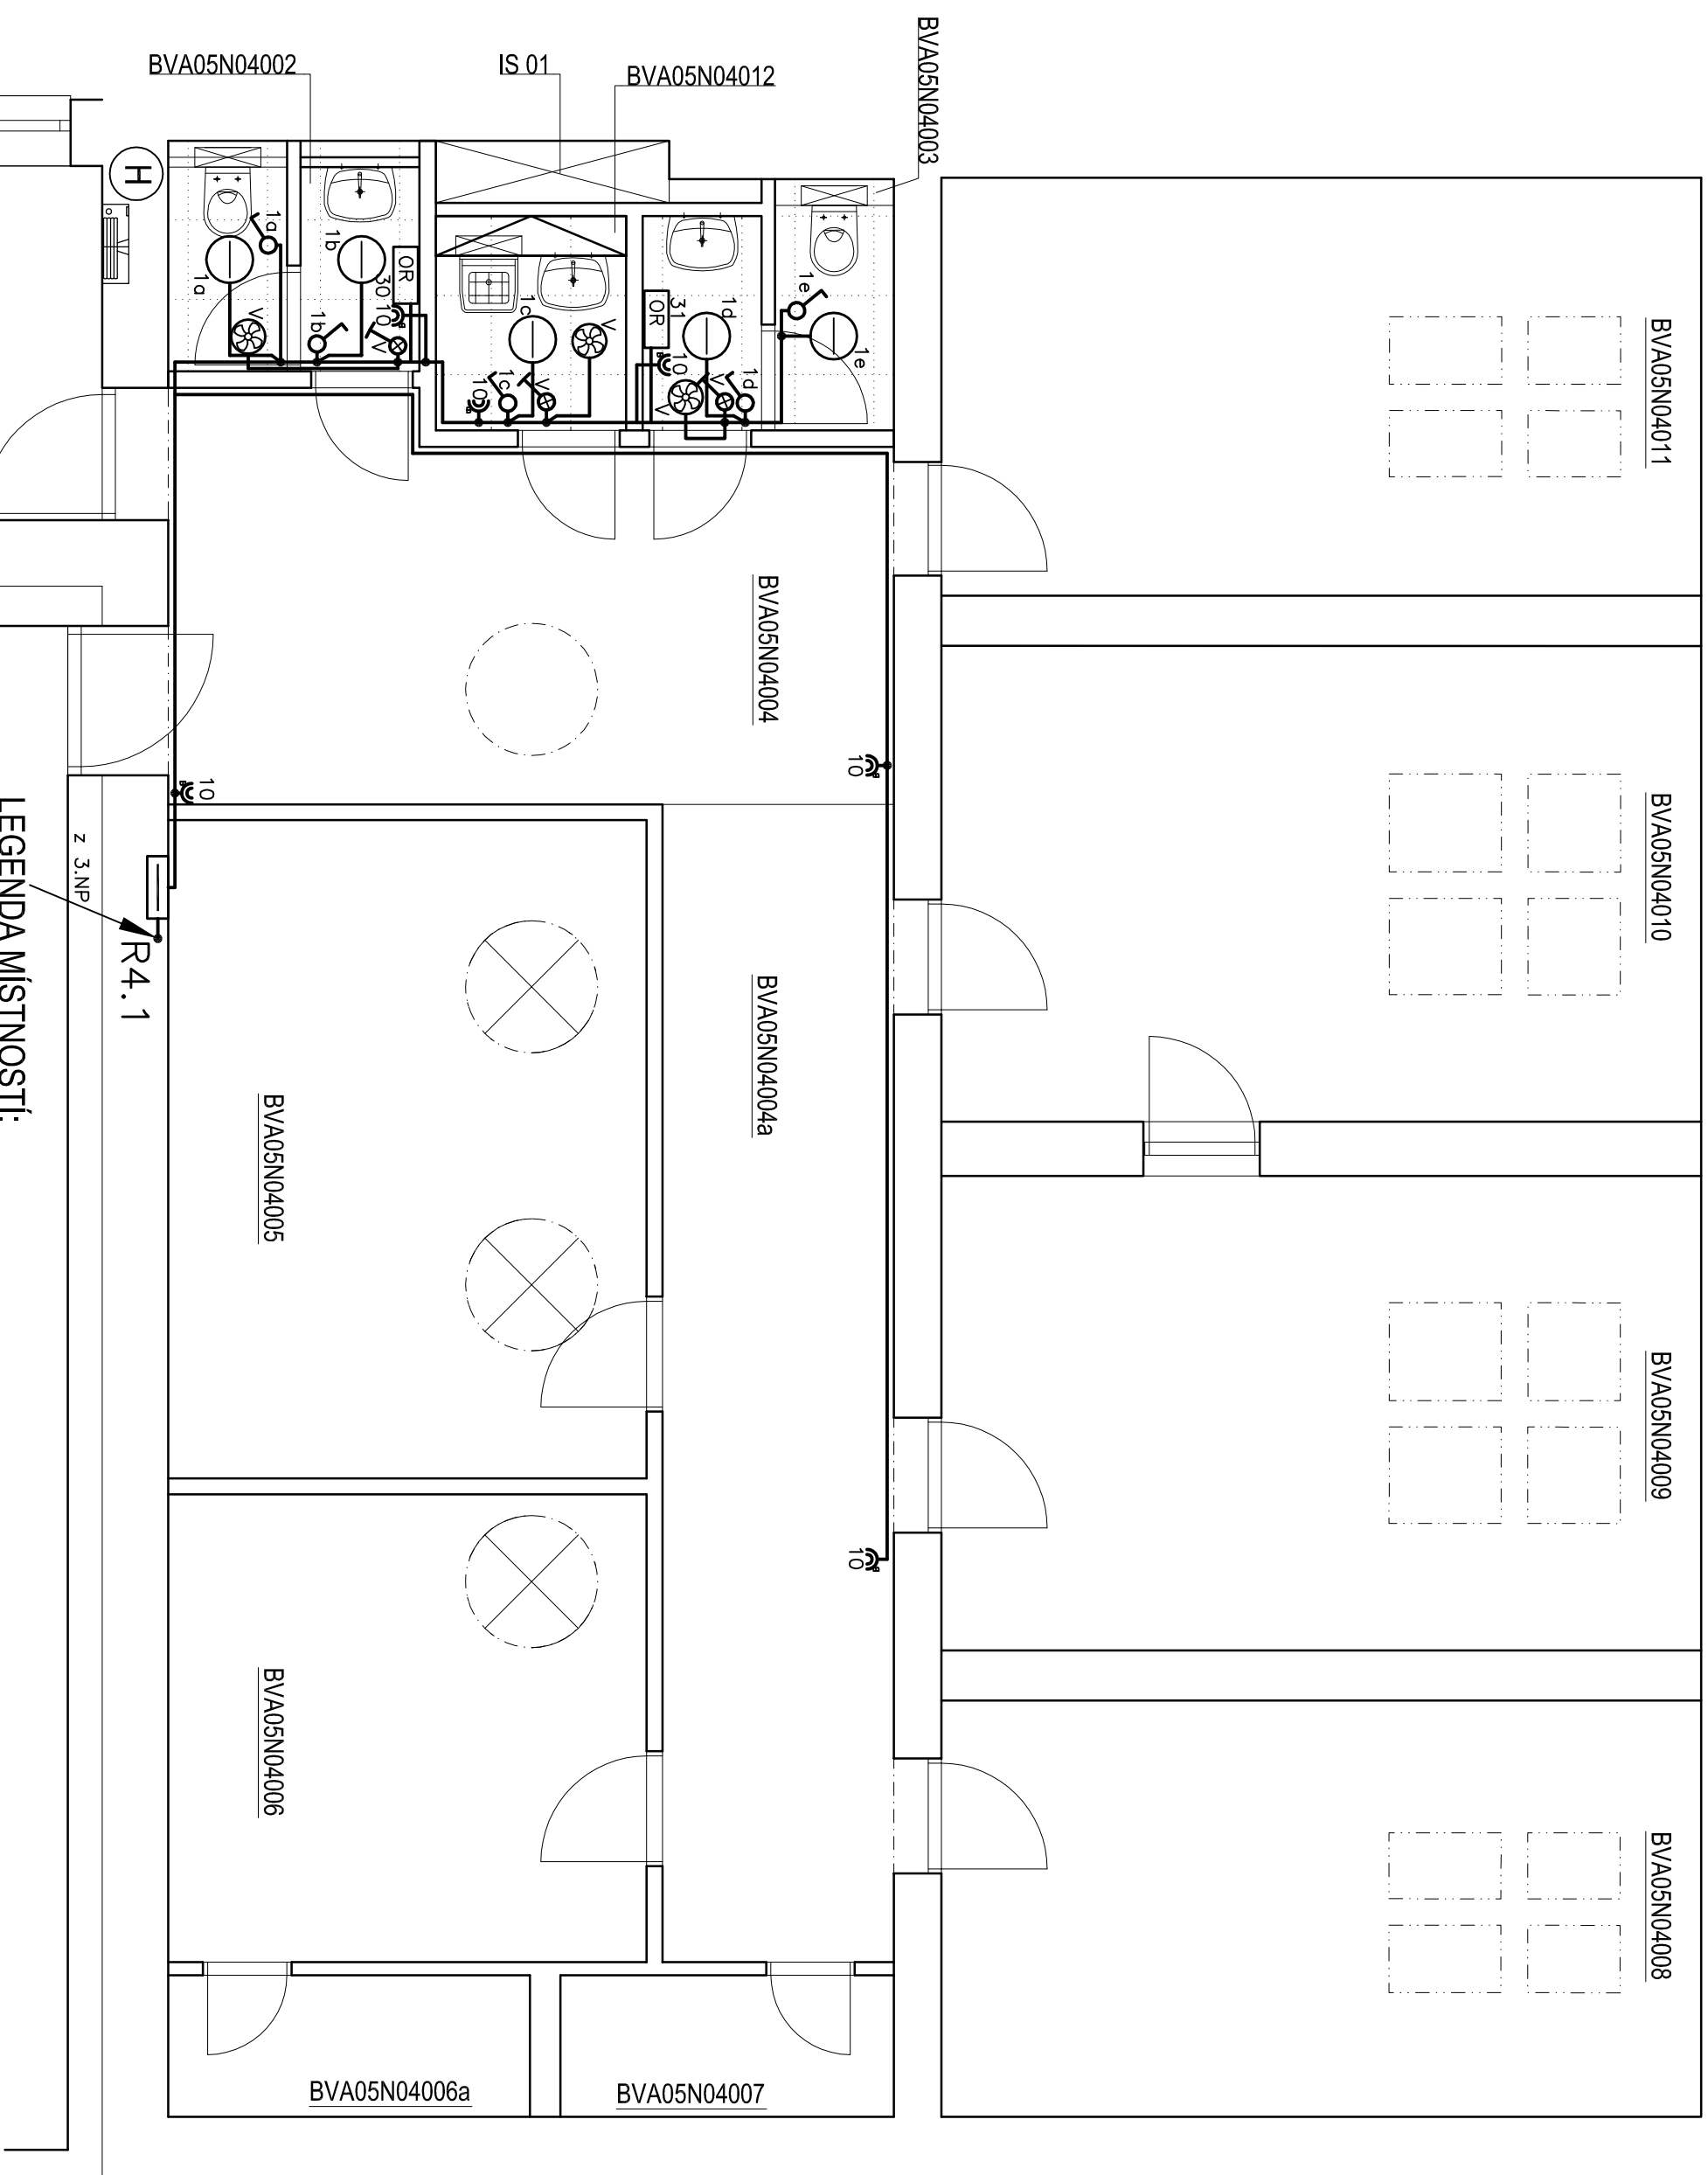 BVA05N04002
IS 01
BVA05N04012
BVA05N04003
BVA05N04011
H
1a
1a
V
1b
1b
OR
30
10
V
1c
1c
V
V
10
OR
31
1d
1d
10
V
V
1e
1e
BVA05N04004
BVA05N04010
10
10
z 3.NP
R4.1
LEGENDA MÍSTNOSTÍ:
BVA05N04004a
BVA05N04005
BVA05N04009
10
BVA05N04006
BVA05N04008
BVA05N04006a
BVA05N04007